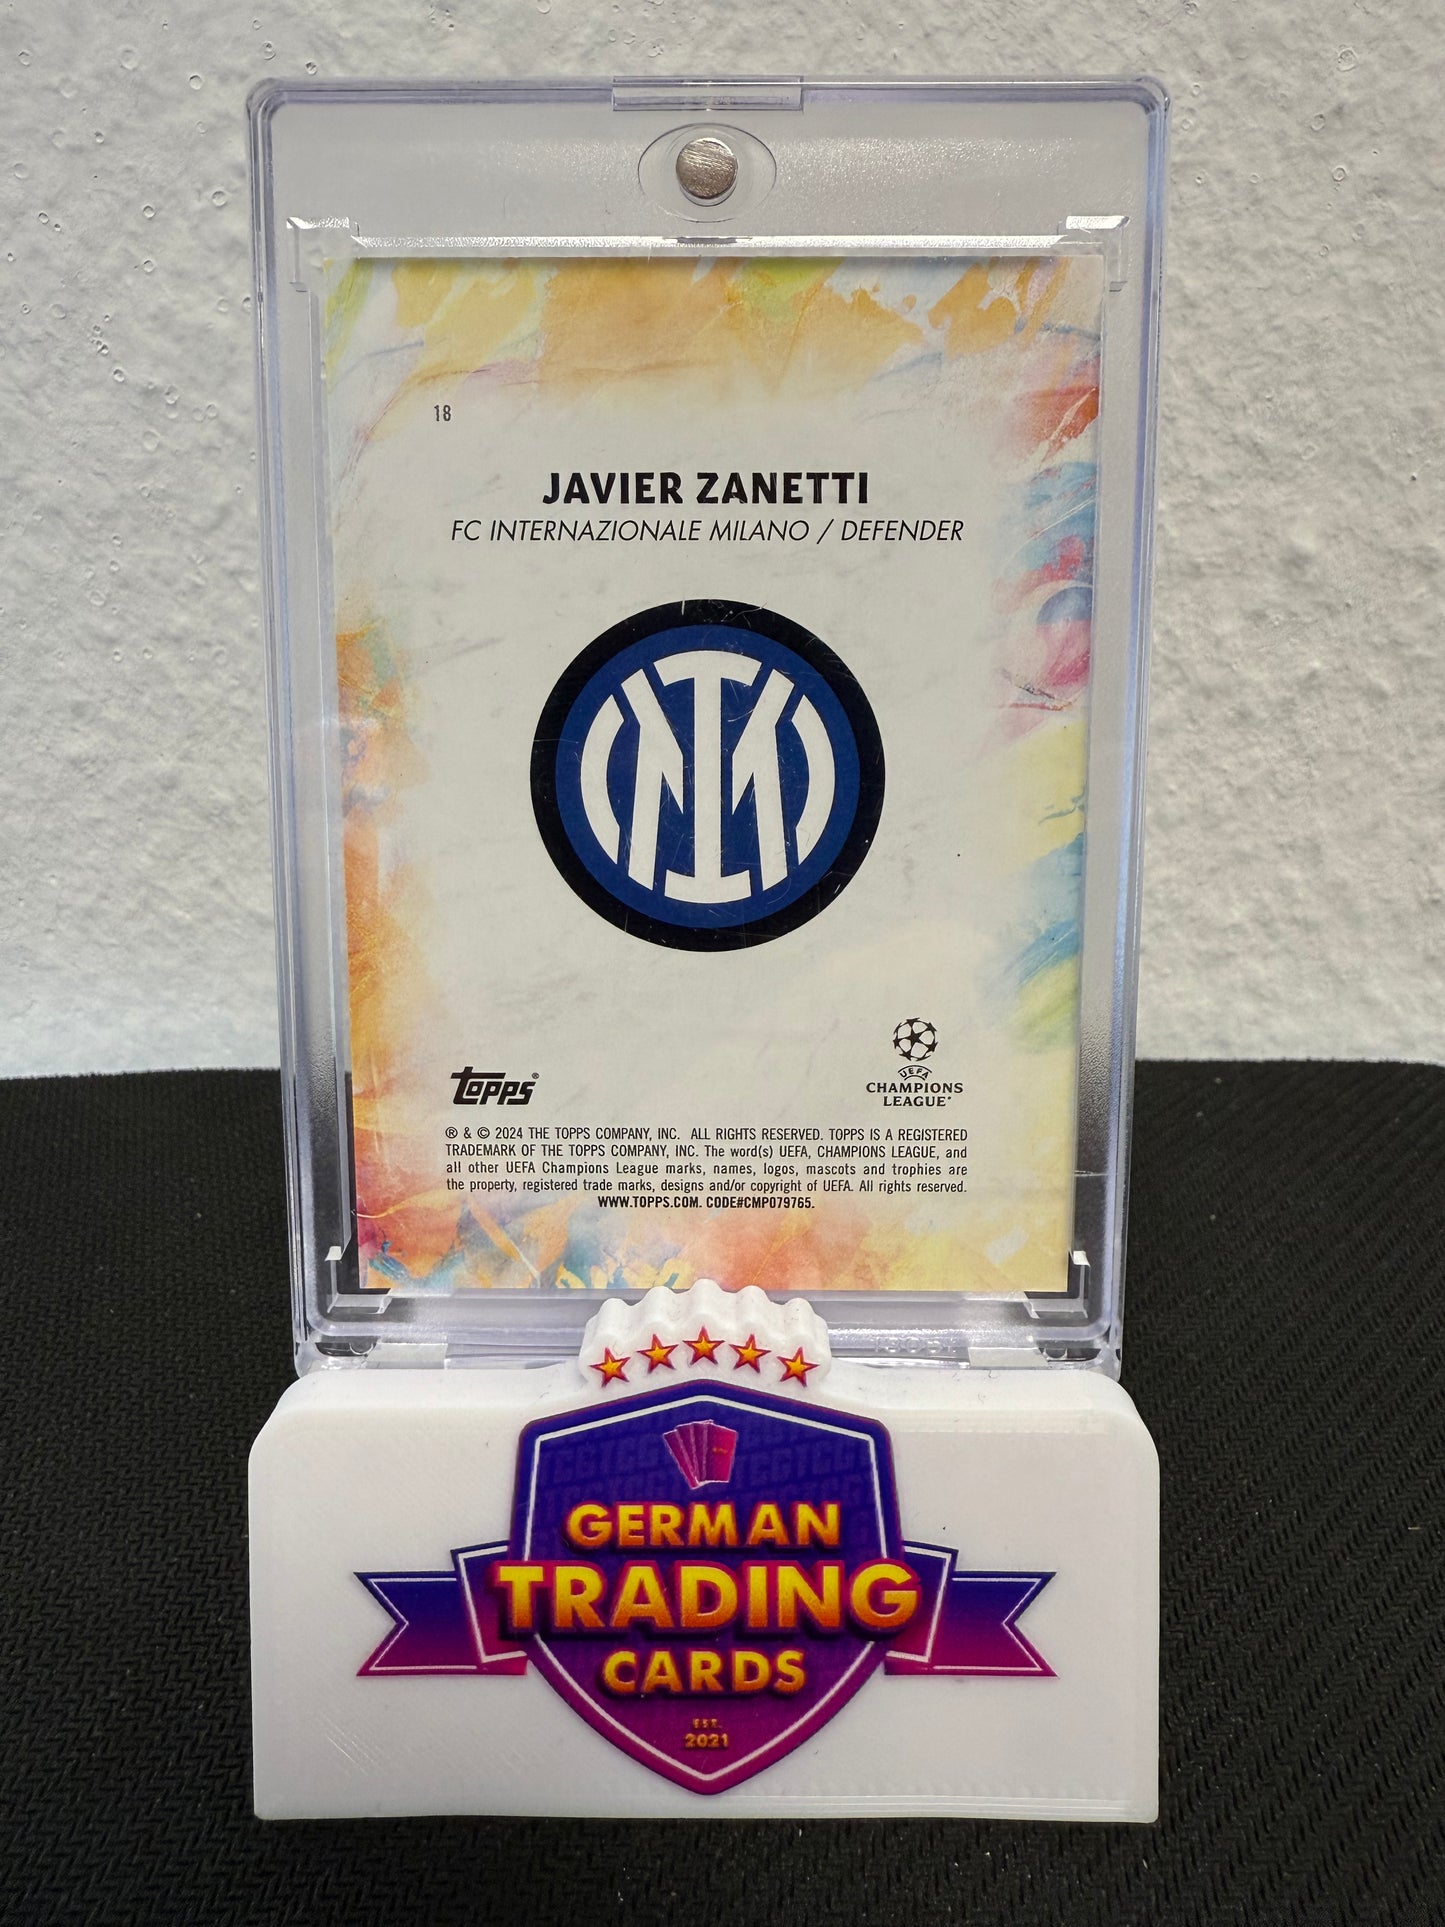 18
JAVIER ZANETTI
FC INTERNAZIONALE MILANO / DEFENDER
IM
topps®
UEFA
CHAMPIONS
LEAGUE®
® & © 2024 THE TOPPS COMPANY, INC. ALL RIGHTS RESERVED. TOPPS IS A REGISTERED
TRADEMARK OF THE TOPPS COMPANY, INC. The word(s) UEFA, CHAMPIONS LEAGUE, and
all other UEFA Champions League marks, names, logos, mascots and trophies are
the property, registered trade marks, designs and/or copyright of UEFA. All rights reserved.
WWW.TOPPS.COM. CODE#CMP079765.
GERMAN
TRADING
CARDS
EST.
2021